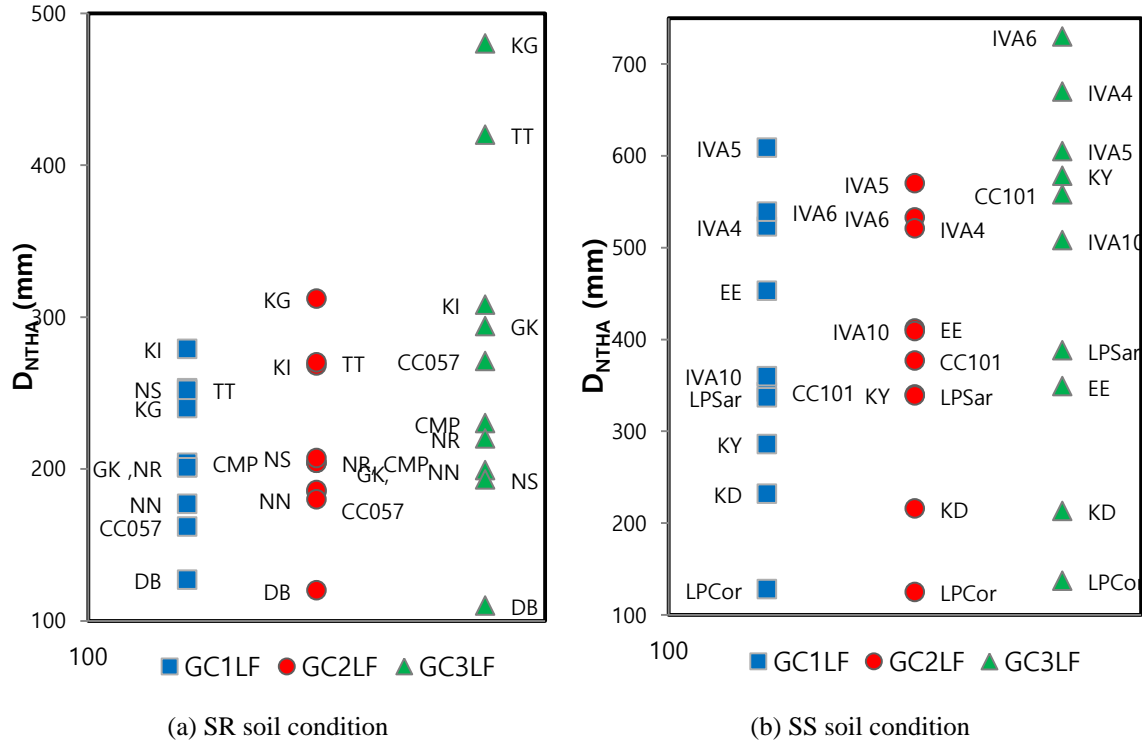 500
400
300
200
100
100
D_NTHA (mm)
KI
NS
TT
KG
GK ,NR
CMP
NN
CC057
DB
KG
KI
TT
NS
NR, CMP
GK,
NN
CC057
DB
KG
TT
KI
GK
CC057
CMP
NR
NN
NS
DB
GC1LF GC2LF GC3LF
(a) SR soil condition
700
600
500
400
300
200
100
100
D_NTHA (mm)
IVA5
IVA6
IVA4
EE
IVA10
CC101
LPSar
KY
KD
LPCor
IVA5
IVA6
IVA4
EE
IVA10
CC101
KY
LPSar
KD
LPCor
IVA6
IVA4
IVA5
KY
CC101
IVA10
LPSar
EE
KD
LPCor
GC1LF GC2LF GC3LF
(b) SS soil condition